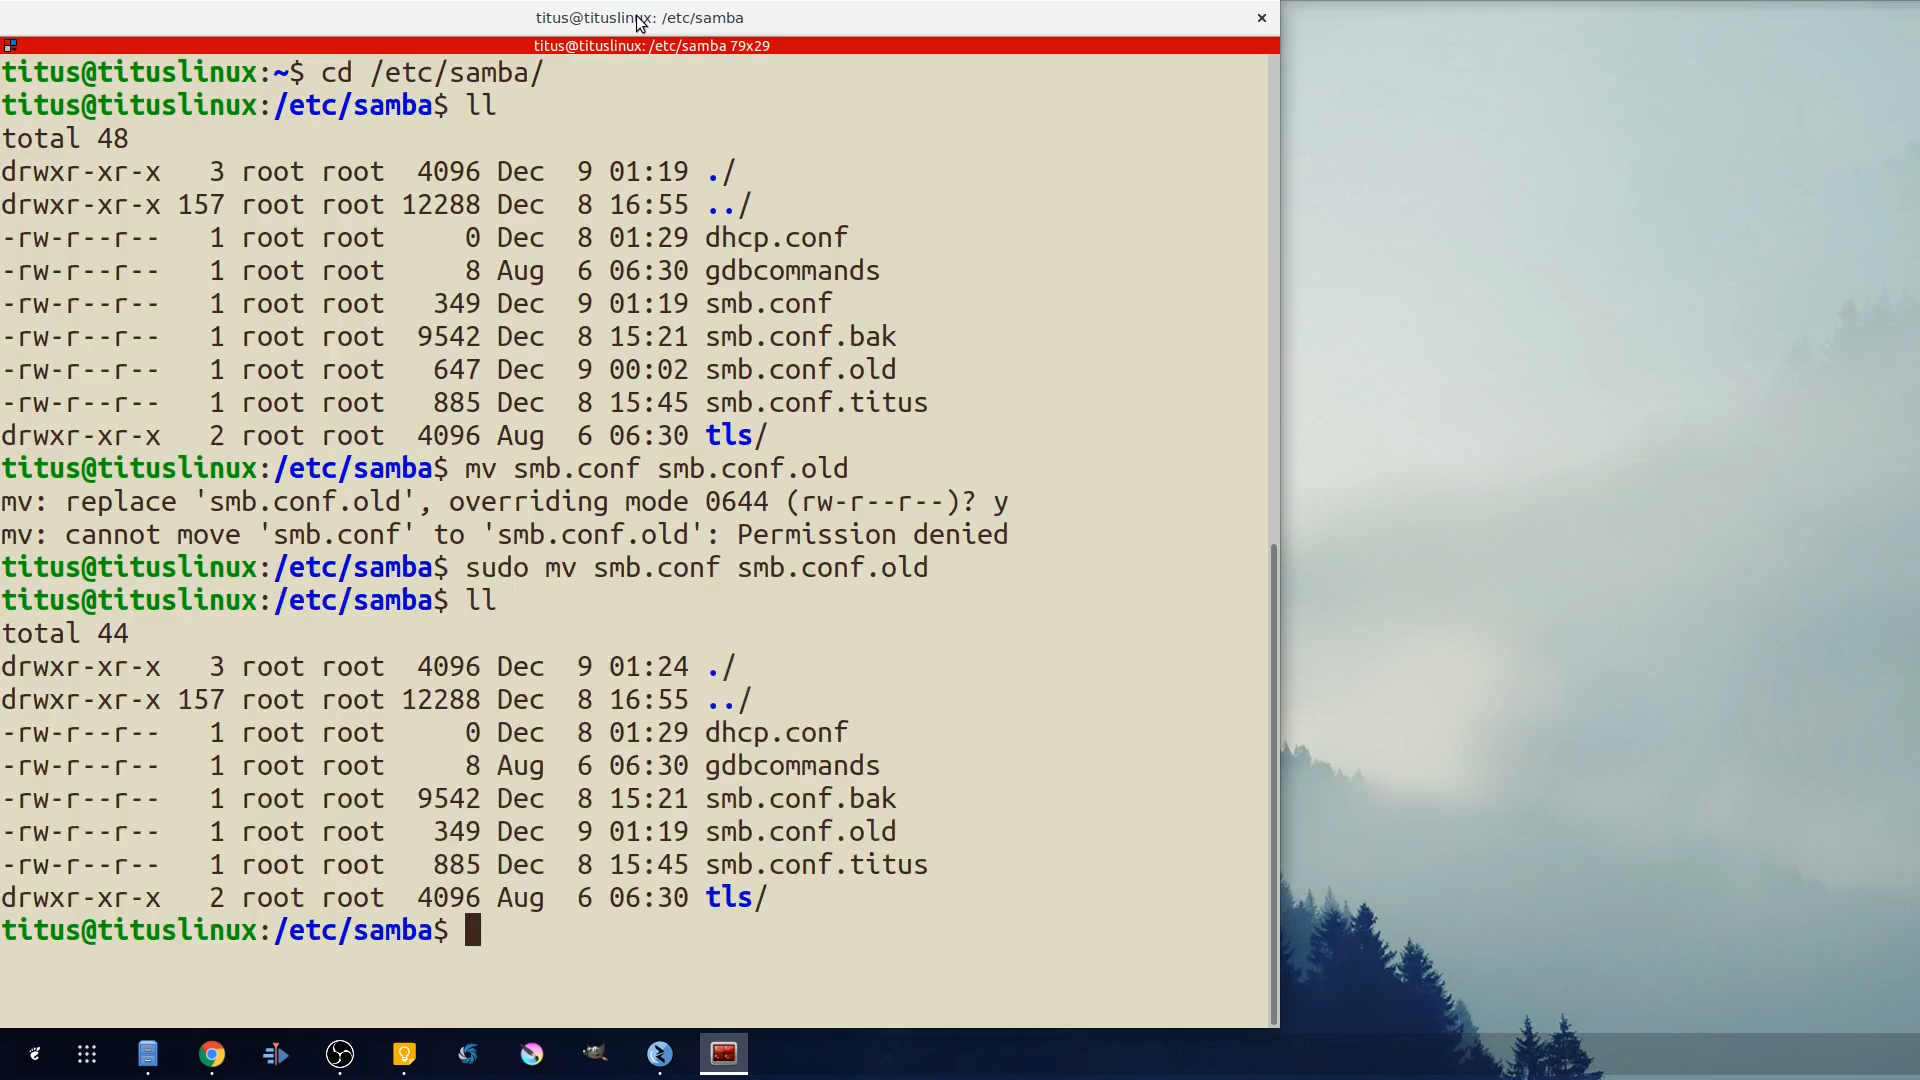 titus@tituslinux: /etc/samba
titus@tituslinux: /etc/samba 79x29
titus@tituslinux:~$ cd /etc/samba/
titus@tituslinux:/etc/samba$ ll
total 48
drwxr-xr-x   3 root root  4096 Dec  9 01:19 ./
drwxr-xr-x 157 root root 12288 Dec  8 16:55 ../
-rw-r--r--   1 root root     0 Dec  8 01:29 dhcp.conf
-rw-r--r--   1 root root     8 Aug  6 06:30 gdbcommands
-rw-r--r--   1 root root   349 Dec  9 01:19 smb.conf
-rw-r--r--   1 root root  9542 Dec  8 15:21 smb.conf.bak
-rw-r--r--   1 root root   647 Dec  9 00:02 smb.conf.old
-rw-r--r--   1 root root   885 Dec  8 15:45 smb.conf.titus
drwxr-xr-x   2 root root  4096 Aug  6 06:30 tls/
titus@tituslinux:/etc/samba$ mv smb.conf smb.conf.old
mv: replace 'smb.conf.old', overriding mode 0644 (rw-r--r--)? y
mv: cannot move 'smb.conf' to 'smb.conf.old': Permission denied
titus@tituslinux:/etc/samba$ sudo mv smb.conf smb.conf.old
titus@tituslinux:/etc/samba$ ll
total 44
drwxr-xr-x   3 root root  4096 Dec  9 01:24 ./
drwxr-xr-x 157 root root 12288 Dec  8 16:55 ../
-rw-r--r--   1 root root     0 Dec  8 01:29 dhcp.conf
-rw-r--r--   1 root root     8 Aug  6 06:30 gdbcommands
-rw-r--r--   1 root root  9542 Dec  8 15:21 smb.conf.bak
-rw-r--r--   1 root root   349 Dec  9 01:19 smb.conf.old
-rw-r--r--   1 root root   885 Dec  8 15:45 smb.conf.titus
drwxr-xr-x   2 root root  4096 Aug  6 06:30 tls/
titus@tituslinux:/etc/samba$